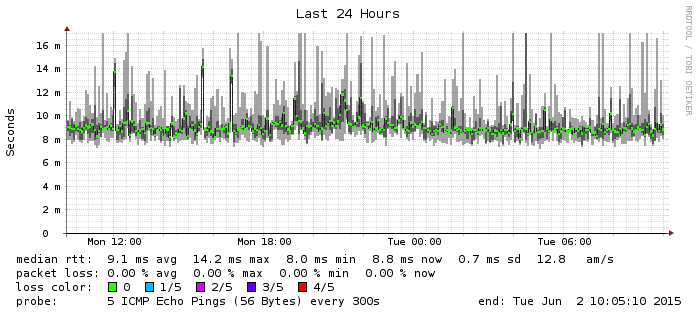 Last 24 Hours
RRDTOOL / TOBI OETIKER
Seconds
16 m
14 m
12 m
10 m
8 m
6 m
4 m
2 m
0
Mon 12:00 Mon 18:00 Tue 00:00 Tue 06:00
median rtt: 9.1 ms avg 14.2 ms max 8.0 ms min 8.8 ms now 0.7 ms sd 12.8 am/s
packet loss: 0.00 % avg 0.00 % max 0.00 % min 0.00 % now
loss color: 0 1/5 2/5 3/5 4/5
probe: 5 ICMP Echo Pings (56 Bytes) every 300s end: Tue Jun 2 10:05:10 2015